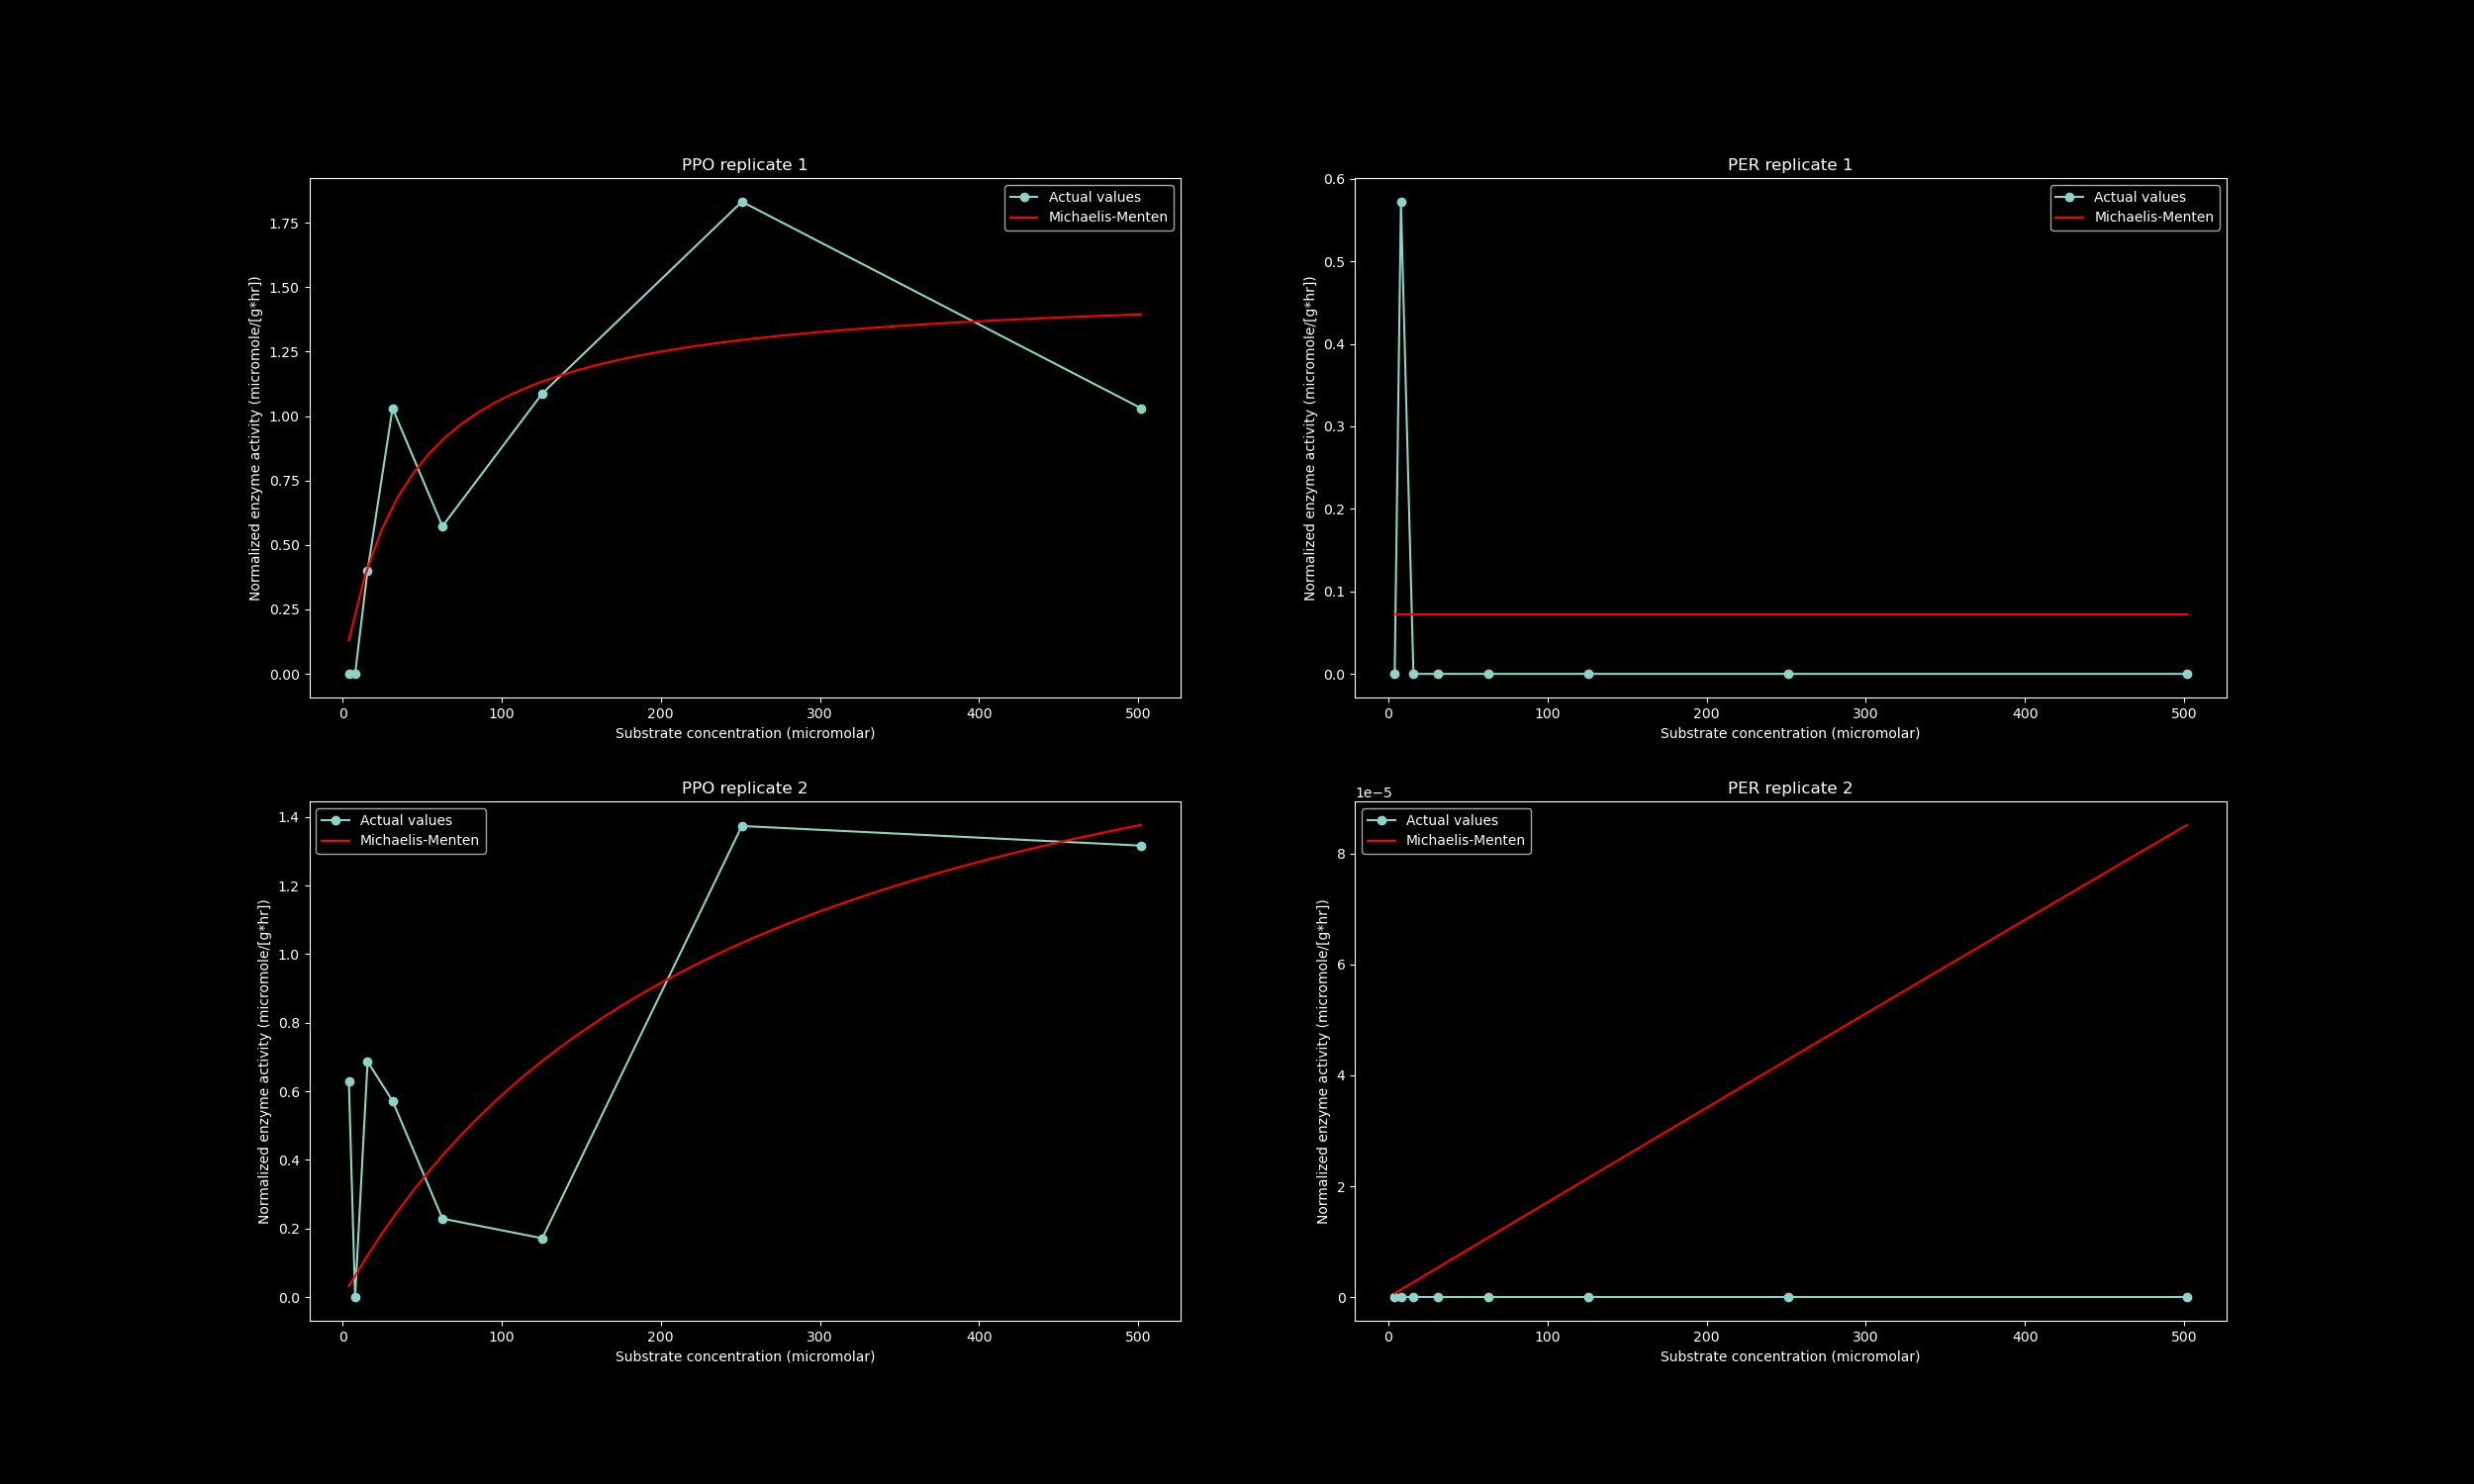 PPO replicate 1
Normalized enzyme activity (micromole/[g*hr])
1.75
1.50
1.25
1.00
0.75
0.50
0.25
0.00
Actual values
Michaelis-Menten
0 100 200 300 400 500
Substrate concentration (micromolar)
PER replicate 1
Normalized enzyme activity (micromole/[g*hr])
0.6
0.5
0.4
0.3
0.2
0.1
0.0
Actual values
Michaelis-Menten
0 100 200 300 400 500
Substrate concentration (micromolar)
PPO replicate 2
Normalized enzyme activity (micromole/[g*hr])
1.4
1.2
1.0
0.8
0.6
0.4
0.2
0.0
Actual values
Michaelis-Menten
0 100 200 300 400 500
Substrate concentration (micromolar)
PER replicate 2
1e−5
Normalized enzyme activity (micromole/[g*hr])
8
6
4
2
0
Actual values
Michaelis-Menten
0 100 200 300 400 500
Substrate concentration (micromolar)